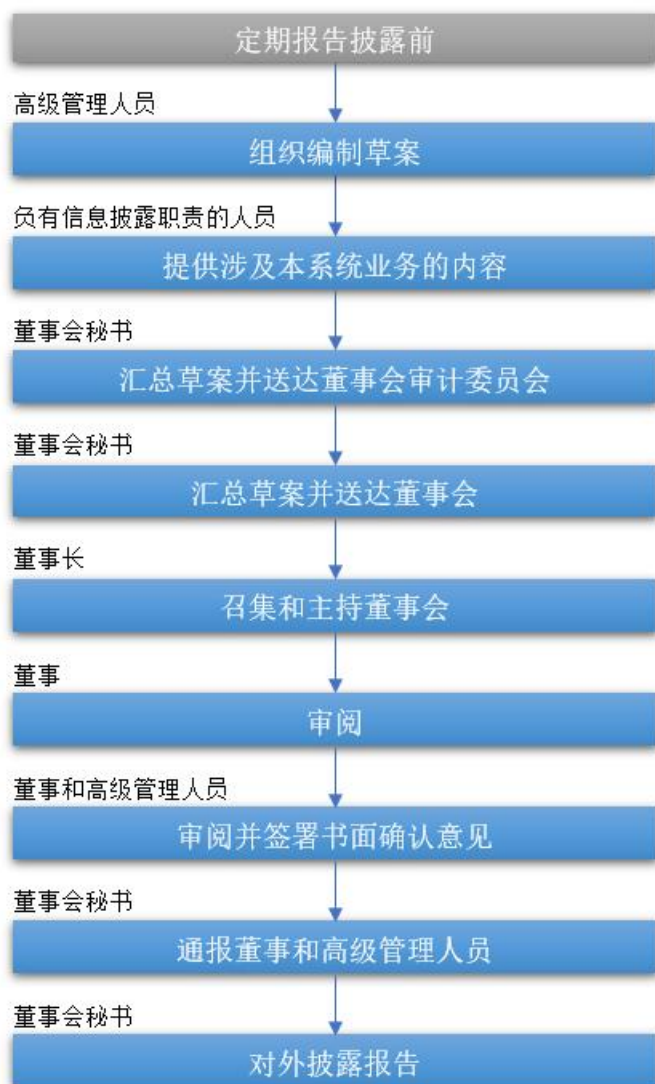 定期报告披露前
高级管理人员
组织编制草案
负有信息披露职责的人员
提供涉及本系统业务的内容
董事会秘书
汇总草案并送达董事会审计委员会
董事会秘书
汇总草案并送达董事会
董事长
召集和主持董事会
董事
审阅
董事和高级管理人员
审阅并签署书面确认意见
董事会秘书
通报董事和高级管理人员
董事会秘书
对外披露报告